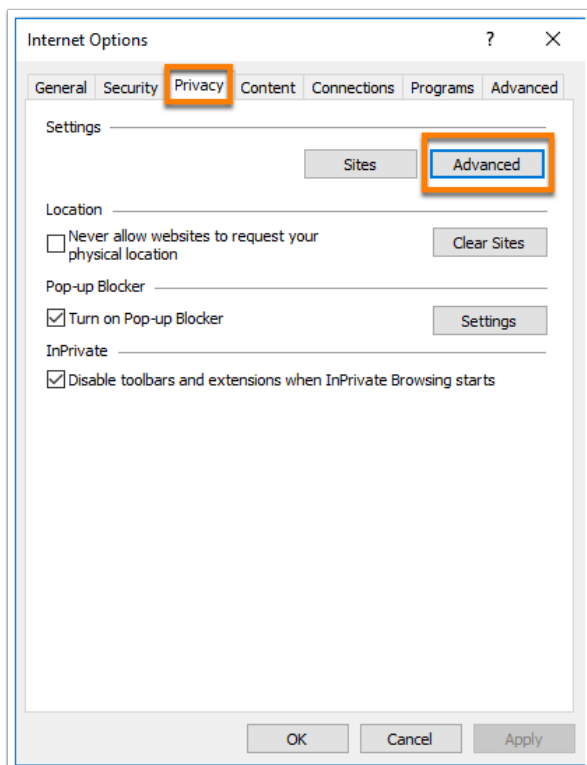 Internet Options ?
General Security Privacy Content Connections Programs Advanced
Settings
Sites Advanced
Location
Never allow websites to request your
physical location
Clear Sites
Pop-up Blocker
Turn on Pop-up Blocker Settings
InPrivate
Disable toolbars and extensions when InPrivate Browsing starts
OK Cancel Apply